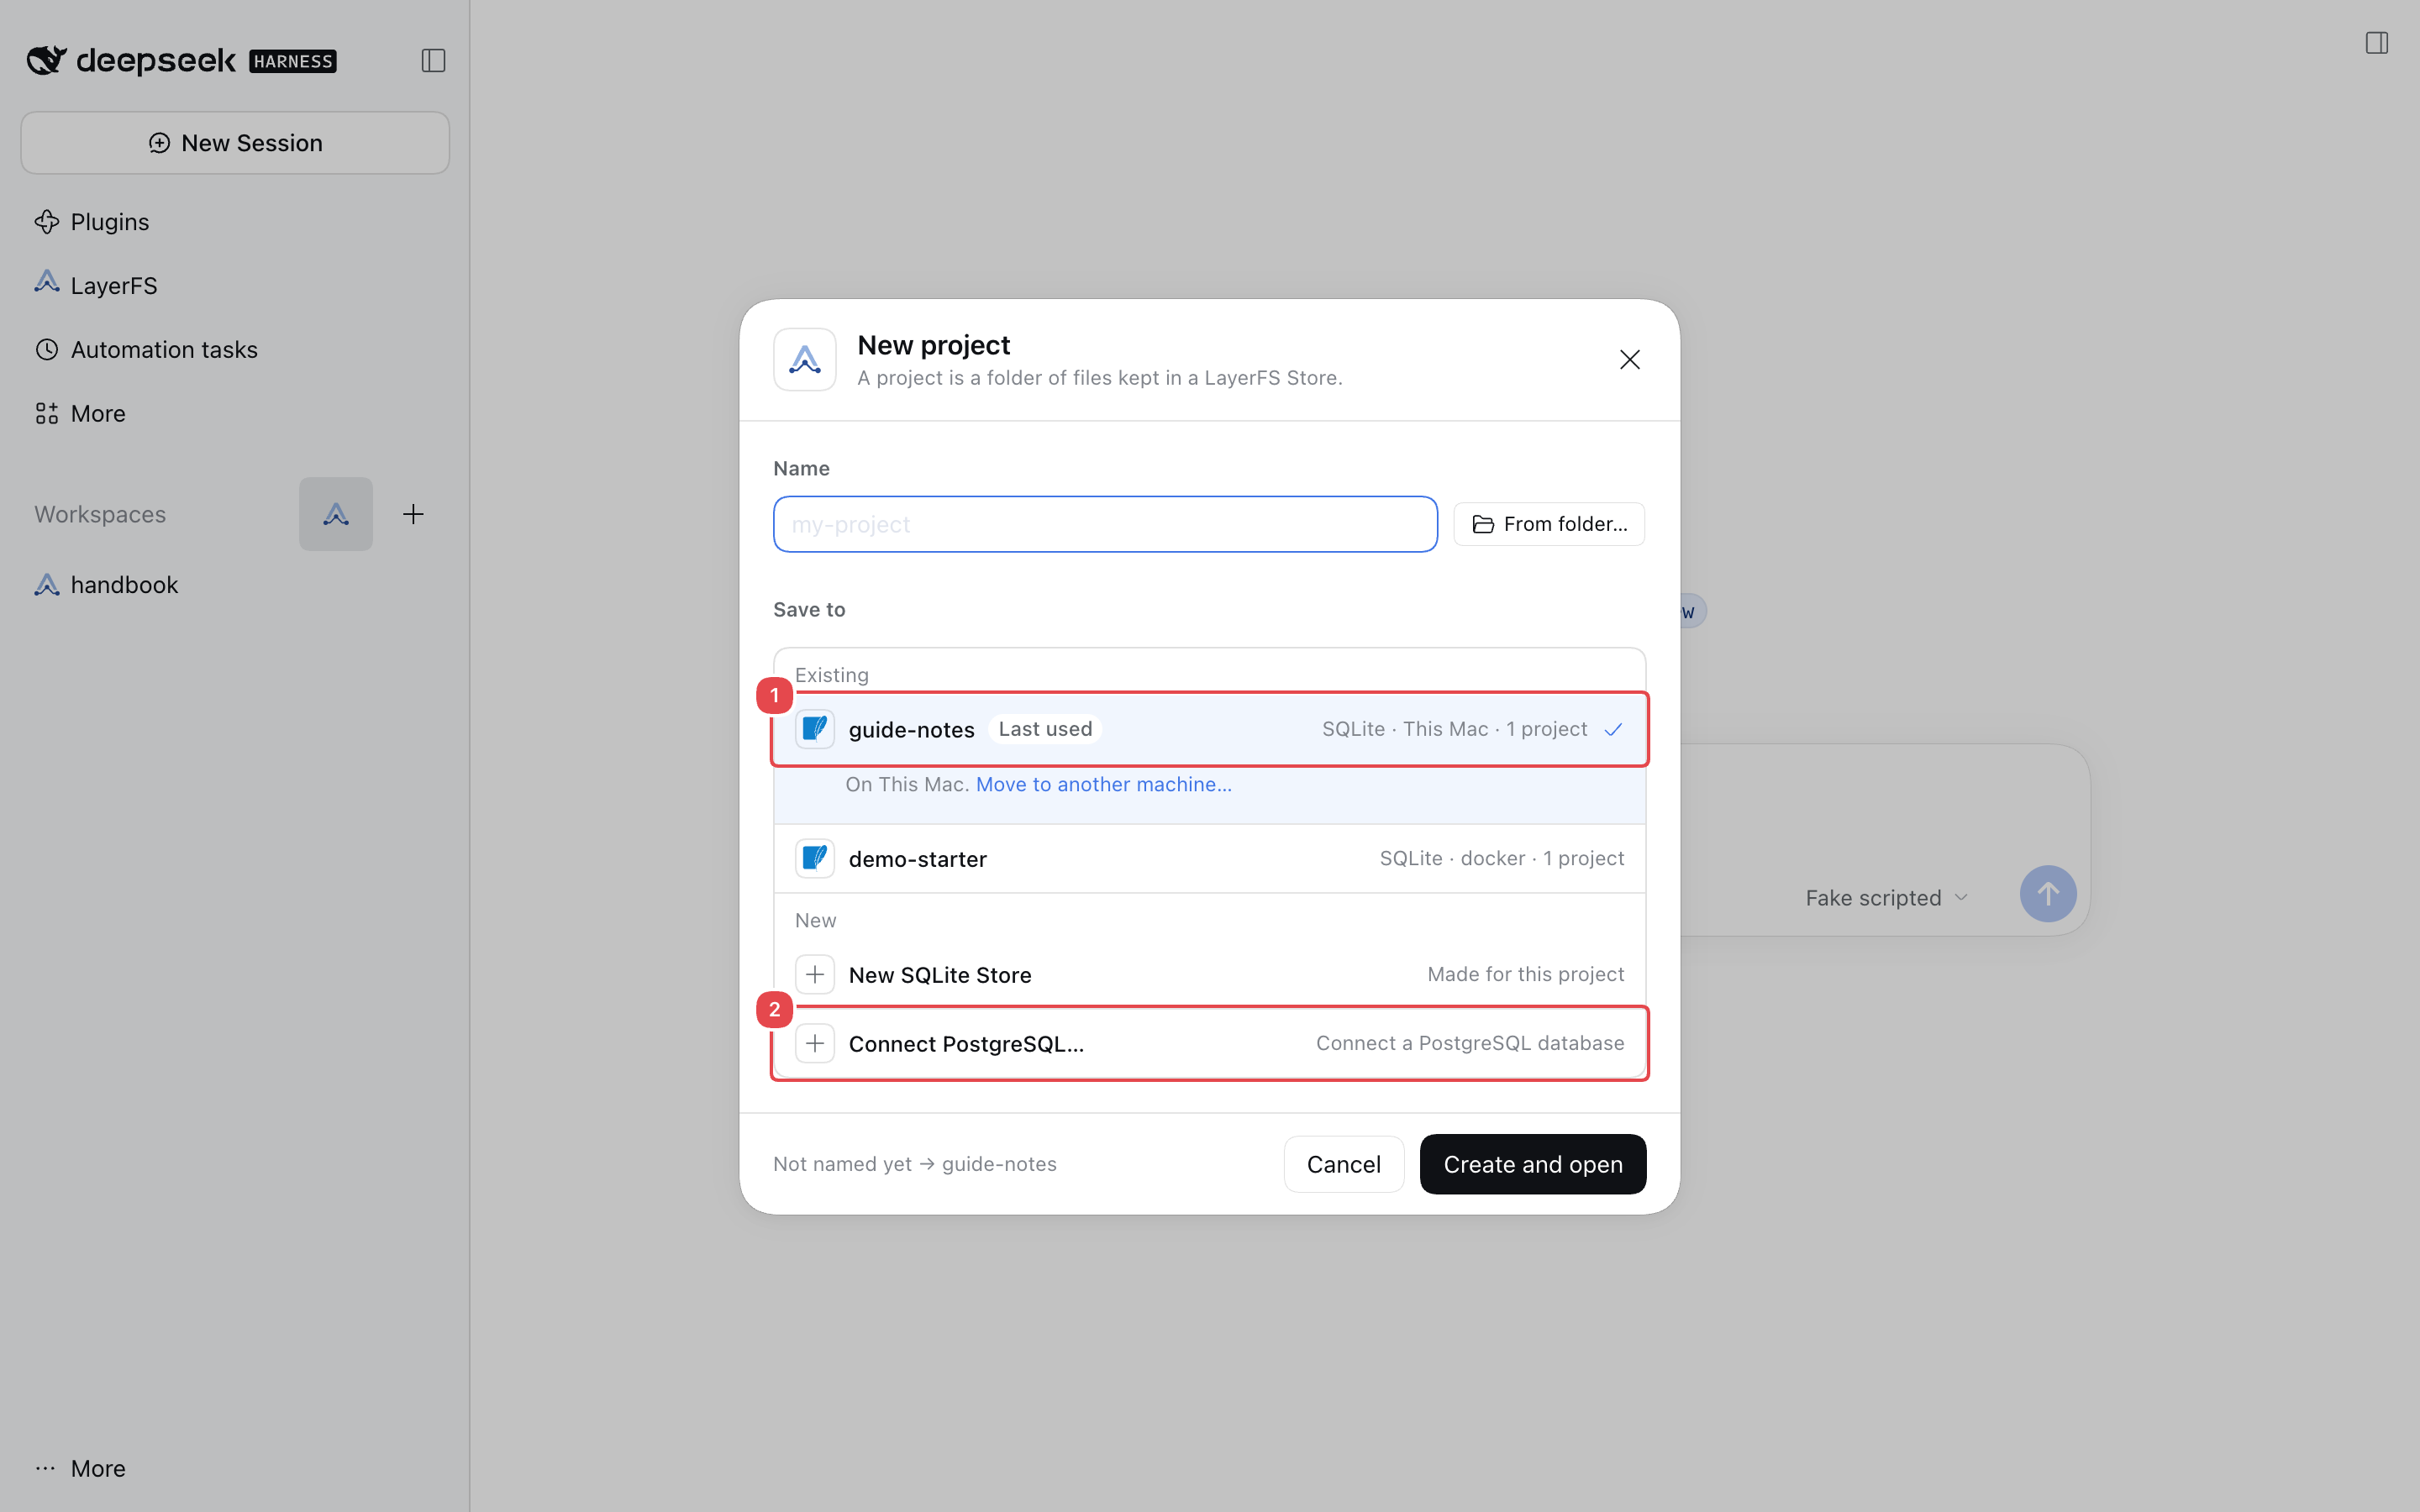 deepseek HARNESS
New Session
Plugins
LayerFS
Automation tasks
More
Workspaces
handbook
More
New project
A project is a folder of files kept in a LayerFS Store.
Name
my-project
From folder...
Save to
Existing
1
guide-notes Last used SQLite · This Mac · 1 project
On This Mac. Move to another machine...
demo-starter SQLite · docker · 1 project
New
New SQLite Store Made for this project
2
Connect PostgreSQL... Connect a PostgreSQL database
Not named yet → guide-notes
Cancel
Create and open
w
Fake scripted